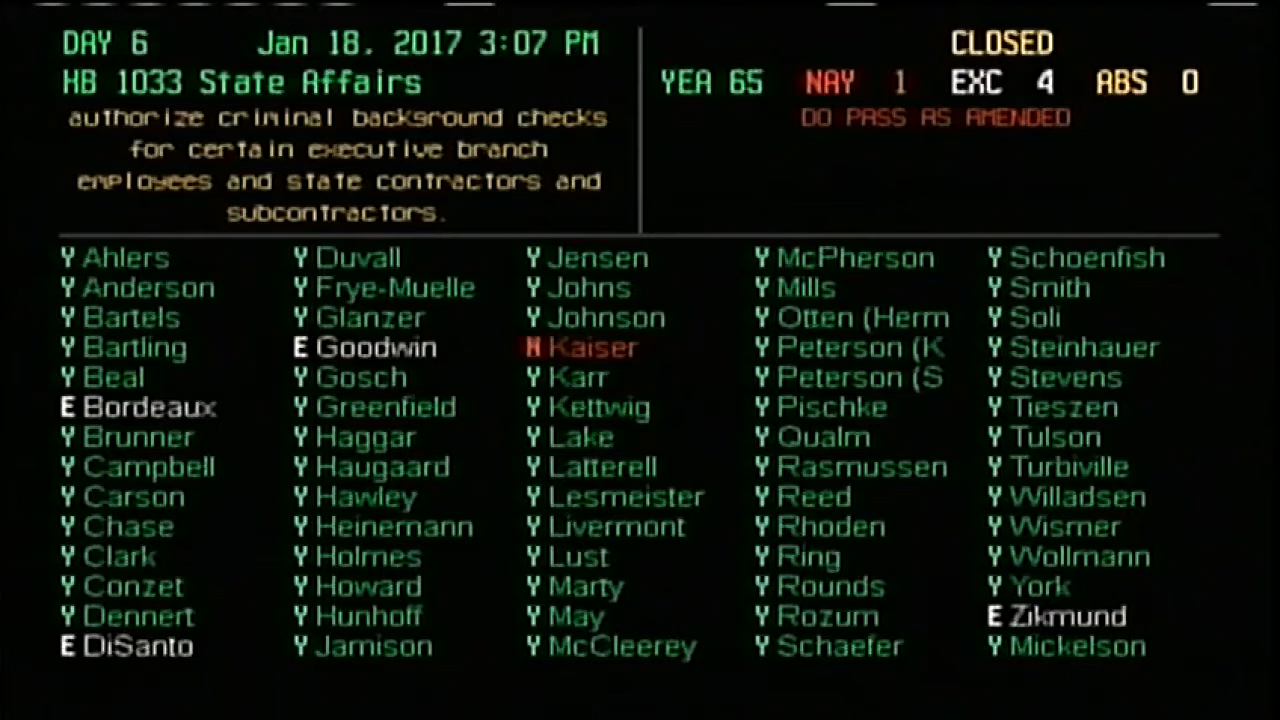 DAY 6 Jan 18, 2017 3:07 PM
HB 1033 State Affairs
authorize criminal background checks
for certain executive branch
employees and state contractors and
subcontractors.
CLOSED
YEA 65 NAY 1 EXC 4 ABS 0
DO PASS AS AMENDED
Y Ahlers
Y Anderson
Y Bartels
Y Bartling
Y Beal
E Bordeaux
Y Brunner
Y Campbell
Y Carson
Y Chase
Y Clark
Y Conzet
Y Dennert
E DiSanto
Y Duvall
Y Frye-Muelle
Y Glanzer
E Goodwin
Y Gosch
Y Greenfield
Y Haggar
Y Haugaard
Y Hawley
Y Heinemann
Y Holmes
Y Howard
Y Hunhoff
Y Jamison
Y Jensen
Y Johns
Y Johnson
N Kaiser
Y Karr
Y Kettwig
Y Lake
Y Latterell
Y Lesmeister
Y Livermont
Y Lust
Y Marty
Y May
Y McCleerey
Y McPherson
Y Mills
Y Otten (Herm
Y Peterson (K
Y Peterson (S
Y Pischke
Y Qualm
Y Rasmussen
Y Reed
Y Rhoden
Y Ring
Y Rounds
Y Rozum
Y Schaefer
Y Schoenfish
Y Smith
Y Soli
Y Steinhauer
Y Stevens
Y Tieszen
Y Tulson
Y Turbiville
Y Willadsen
Y Wismer
Y Wollmann
Y York
E Zikmund
Y Mickelson